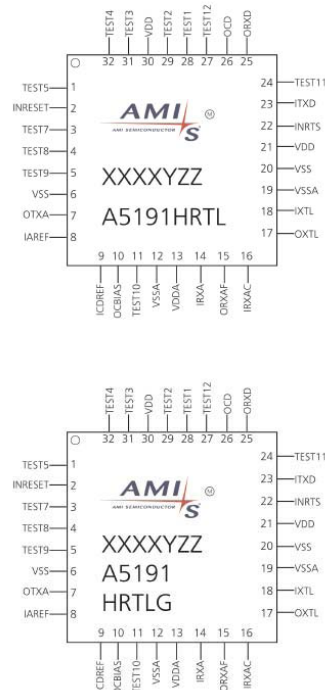 TEST4 TEST3 VDD TEST2 TEST1 TEST12 OCD ORXD
32 31 30 29 28 27 26 25
TEST5 1 24 TEST11
INRESET 2 23 ITXD
TEST7 3 22 INRTS
TEST8 4 21 VDD
TEST9 5 20 VSS
VSS 6 19 VSSA
OTXA 7 18 IXTL
IAREF 8 17 OXTL
AMI S ®
AMI SEMICONDUCTOR
XXXXYZZ
A5191HRTL
9 10 11 12 13 14 15 16
ICDREF OCBIAS TEST10 VSSA VDDA IRXA ORXAF IRXAC
TEST4 TEST3 VDD TEST2 TEST1 TEST12 OCD ORXD
32 31 30 29 28 27 26 25
TEST5 1 24 TEST11
INRESET 2 23 ITXD
TEST7 3 22 INRTS
TEST8 4 21 VDD
TEST9 5 20 VSS
VSS 6 19 VSSA
OTXA 7 18 IXTL
IAREF 8 17 OXTL
AMI S ®
AMI SEMICONDUCTOR
XXXXYZZ
A5191
HRTLG
9 10 11 12 13 14 15 16
ICDREF OCBIAS TEST10 VSSA VDDA IRXA ORXAF IRXAC